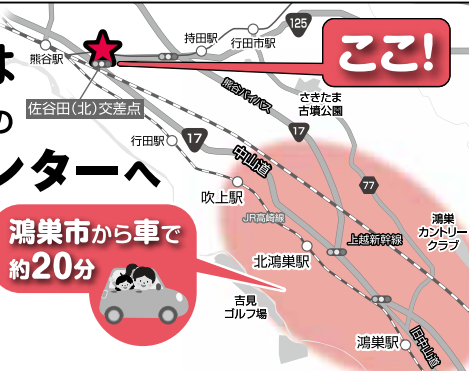 は
の
ンターへ
ここ!
125
熊谷駅
持田駅
行田市駅
佐谷田(北)交差点
熊谷バイパス
さきたま
古墳公園
行田駅
17
17
中山道
77
吹上駅
JR高崎線
鴻巣
カントリー
クラブ
上越新幹線
北鴻巣駅
鴻巣市から車で
約20分
吉見
ゴルフ場
鴻巣駅
旧中山道